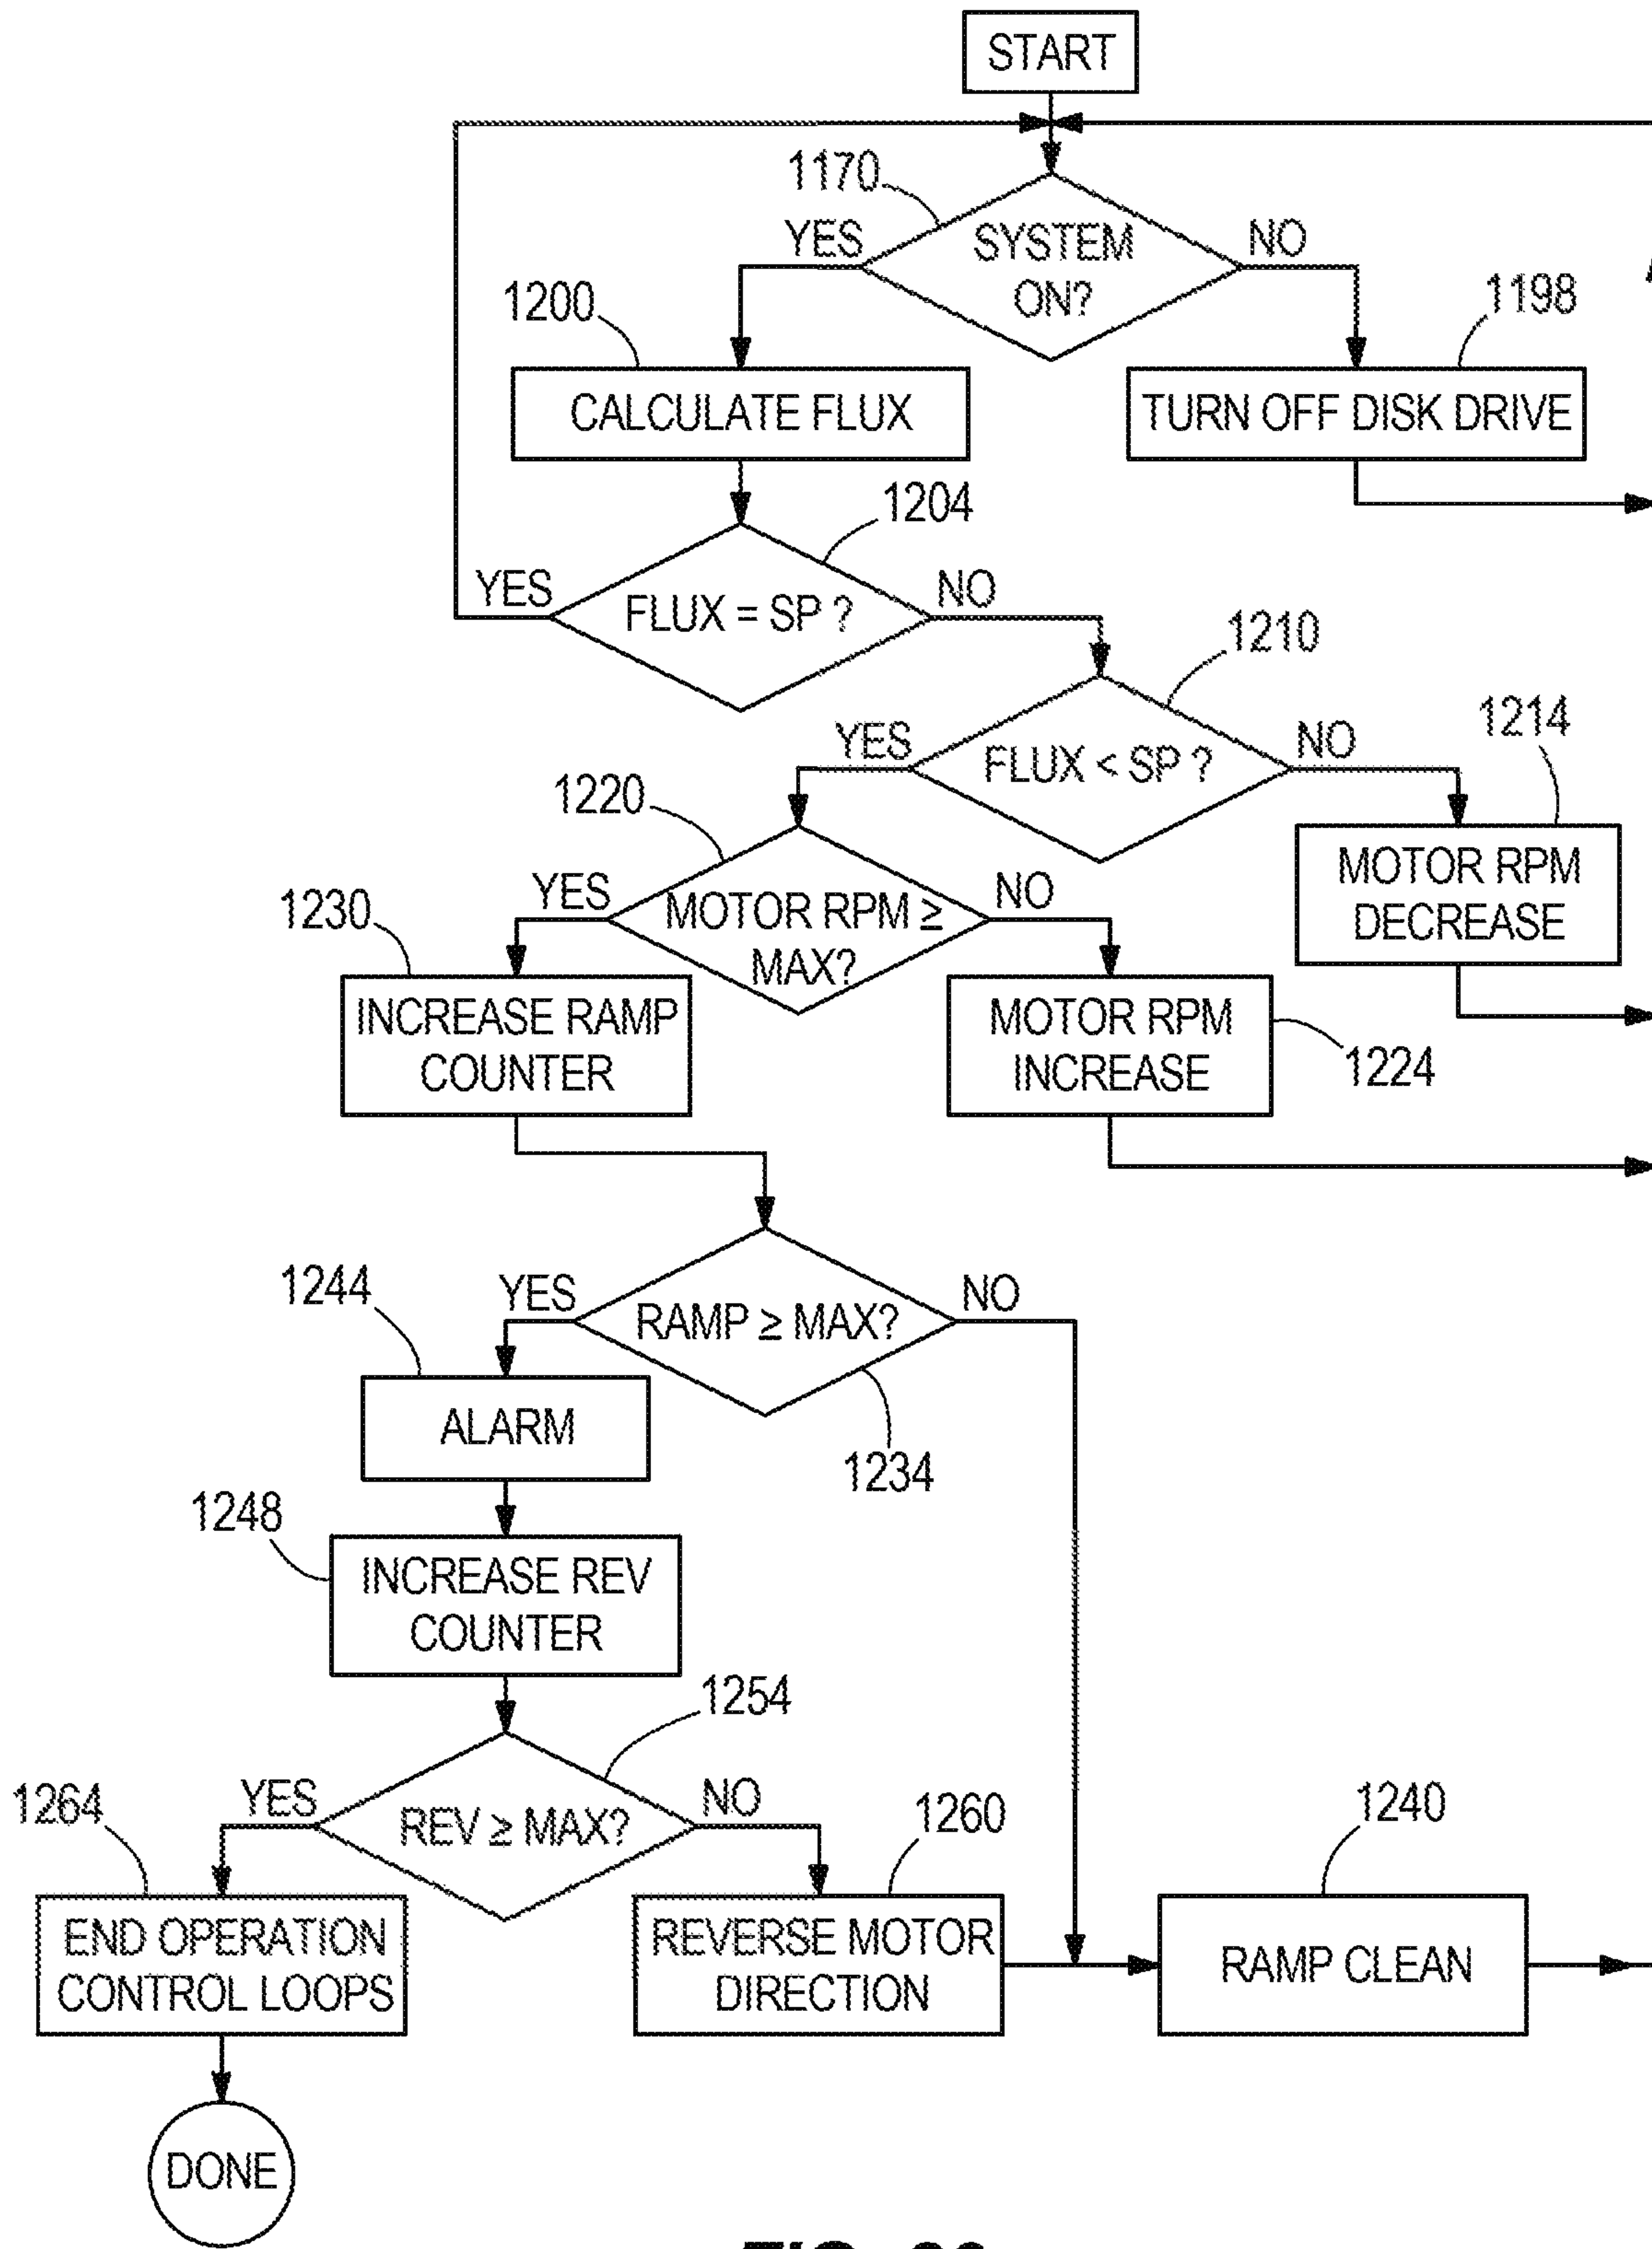 START
1170
YES
SYSTEM
ON?
NO
1200
1198
CALCULATE FLUX
TURN OFF DISK DRIVE
1204
YES
FLUX = SP ?
NO
1210
1214
YES
FLUX < SP ?
NO
1220
MOTOR RPM
DECREASE
1230
YES
MOTOR RPM ≥
MAX?
NO
INCREASE RAMP
COUNTER
MOTOR RPM
INCREASE
1224
1244
YES
RAMP ≥ MAX?
NO
ALARM
1234
1248
INCREASE REV
COUNTER
1254
1264
YES
REV ≥ MAX?
NO
1260
1240
END OPERATION
CONTROL LOOPS
REVERSE MOTOR
DIRECTION
RAMP CLEAN
DONE